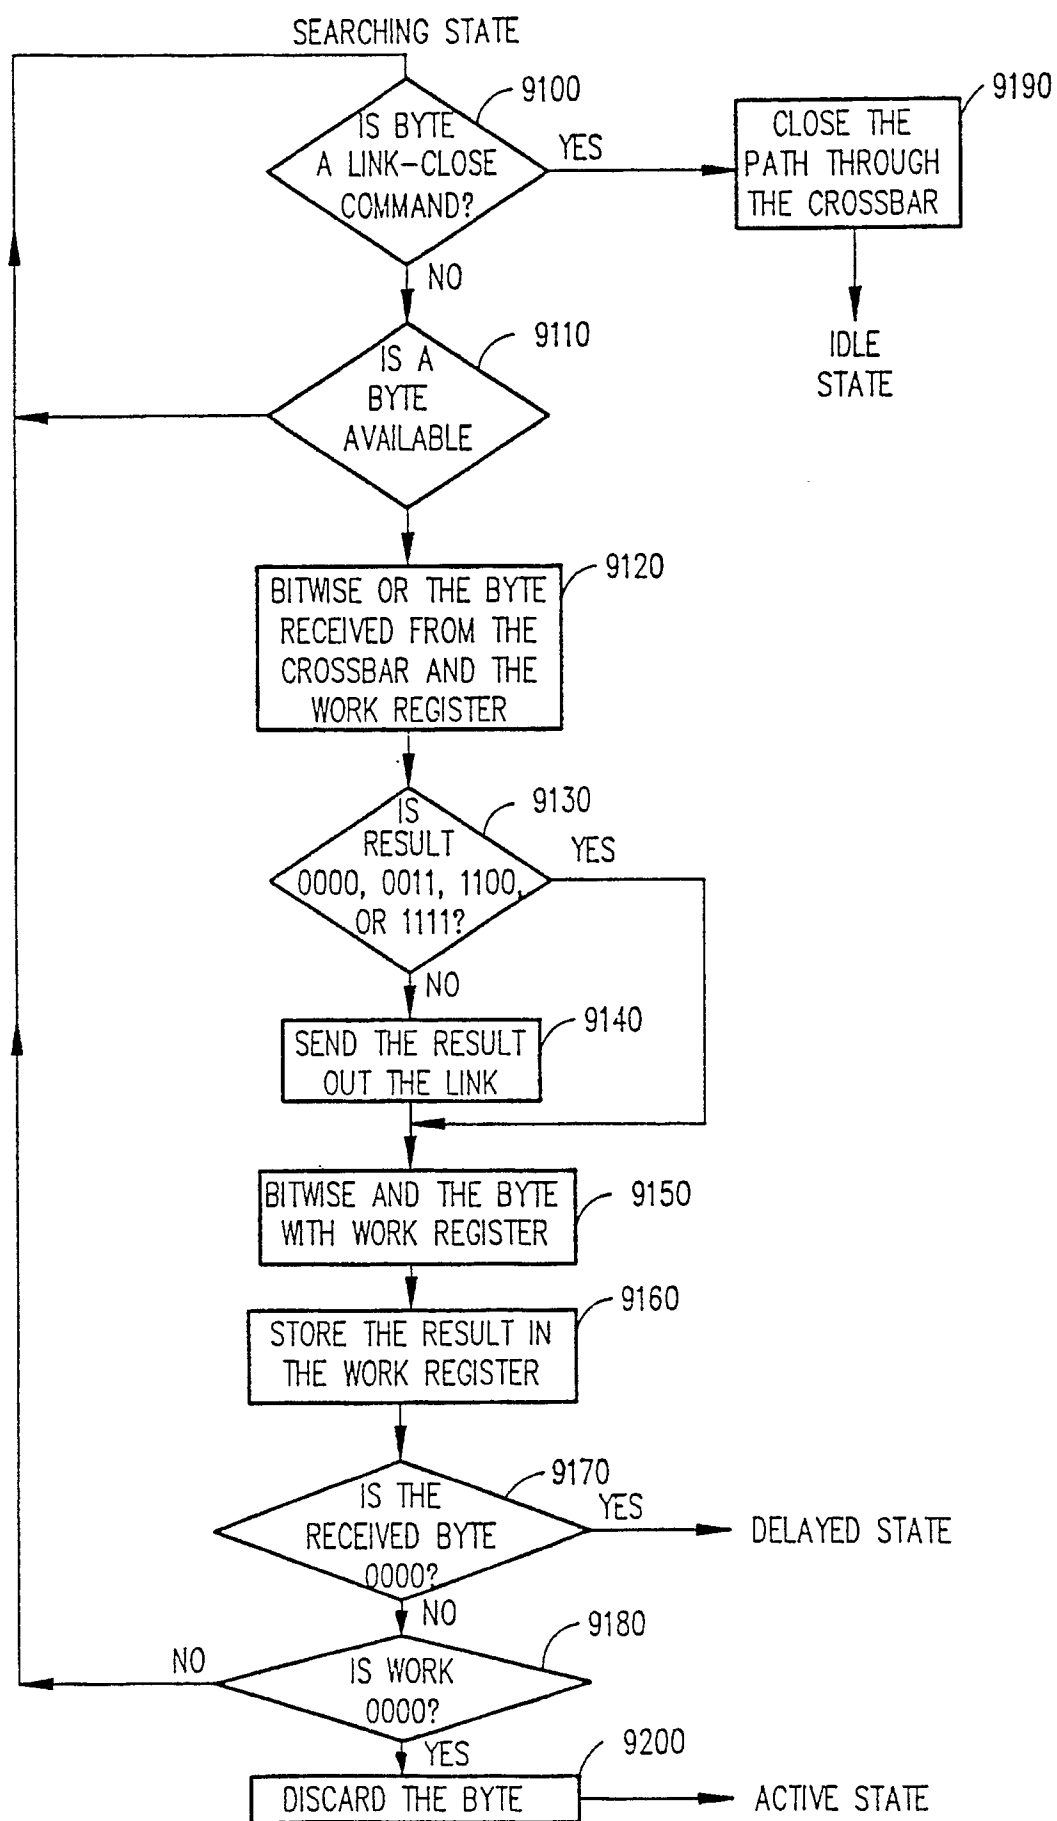 SEARCHING STATE
9100
IS BYTE
A LINK-CLOSE
COMMAND?
YES
9190
CLOSE THE
PATH THROUGH
THE CROSSBAR
NO
IDLE
STATE
9110
IS A
BYTE
AVAILABLE
9120
BITWISE OR THE BYTE
RECEIVED FROM THE
CROSSBAR AND THE
WORK REGISTER
9130
IS
RESULT
0000, 0011, 1100,
OR 1111?
YES
NO
9140
SEND THE RESULT
OUT THE LINK
9150
BITWISE AND THE BYTE
WITH WORK REGISTER
9160
STORE THE RESULT IN
THE WORK REGISTER
9170
IS THE
RECEIVED BYTE
0000?
YES
DELAYED STATE
NO
9180
IS WORK
0000?
NO
YES
9200
DISCARD THE BYTE
ACTIVE STATE